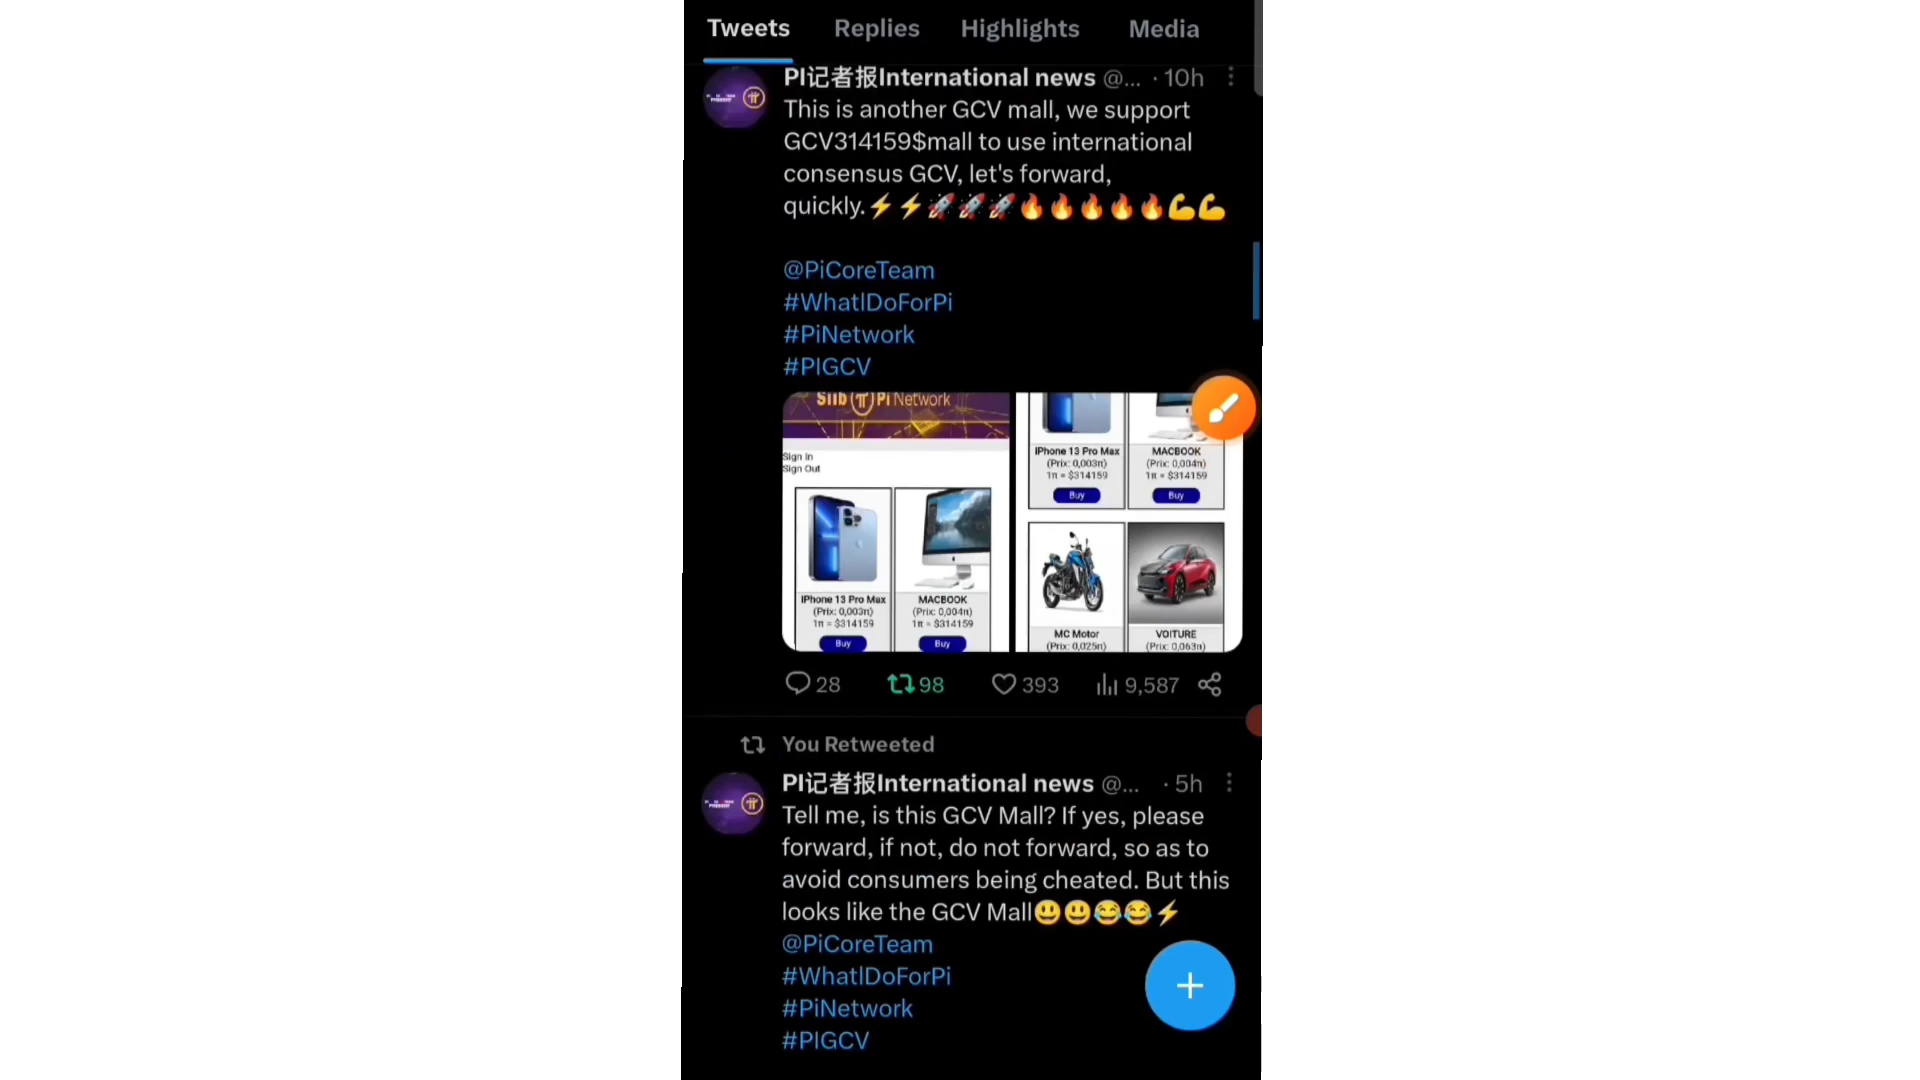 Tweets Replies Highlights Media
PI记者报International news @... · 10h
This is another GCV mall, we support
GCV314159$mall to use international
consensus GCV, let's forward,
quickly.⚡⚡🚀🚀🚀🔥🔥🔥🔥🔥💪💪
@PiCoreTeam
#WhatIDoForPi
#PiNetwork
#PIGCV
Siib π Pi Network
Sign In
Sign Out
iPhone 13 Pro Max
(Prix: 0,003π)
1π = $314159
Buy
MACBOOK
(Prix: 0,004π)
1π = $314159
Buy
iPhone 13 Pro Max
(Prix: 0,003π)
1π = $314159
Buy
MACBOOK
(Prix: 0,004π)
1π = $314159
Buy
MC Motor
(Prix: 0,025π)
VOITURE
(Prix: 0,063π)
28 98 393 9,587
You Retweeted
PI记者报International news @... · 5h
Tell me, is this GCV Mall? If yes, please
forward, if not, do not forward, so as to
avoid consumers being cheated. But this
looks like the GCV Mall😃😃😂😂⚡
@PiCoreTeam
#WhatIDoForPi
#PiNetwork
#PIGCV